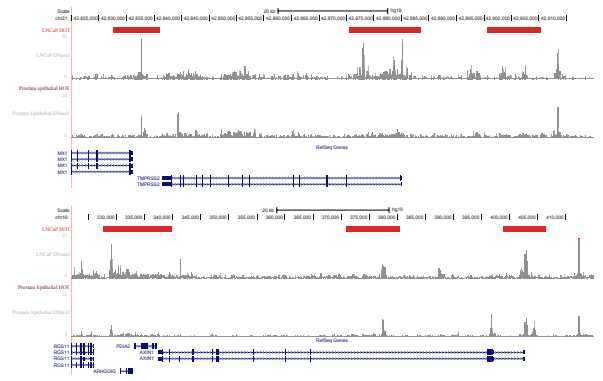 Scale 20 kb hg19
chr21: 42,825,000 42,830,000 42,835,000 42,840,000 42,845,000 42,850,000 42,855,000 42,860,000 42,865,000 42,870,000 42,875,000 42,880,000 42,885,000 42,890,000 42,895,000 42,900,000 42,905,000 42,910,000
LNCaP HOT
LNCaP DNaseI
Prostate epithelial HOT
Prostate Epithelial DNaseI
RefSeq Genes
MX1
MX1
MX1
MX1
TMPRSS2
TMPRSS2
Scale 20 kb hg19
chr16: 330,000 335,000 340,000 345,000 350,000 355,000 360,000 365,000 370,000 375,000 380,000 385,000 390,000 395,000 400,000 405,000 410,000
LNCaP HOT
LNCaP DNaseI
Prostate Epithelial HOT
Prostate Epithelial DNaseI
RefSeq Genes
RGS11 PDIA2
RGS11 AXIN1
RGS11 AXIN1
RGS11
ARHGDIG